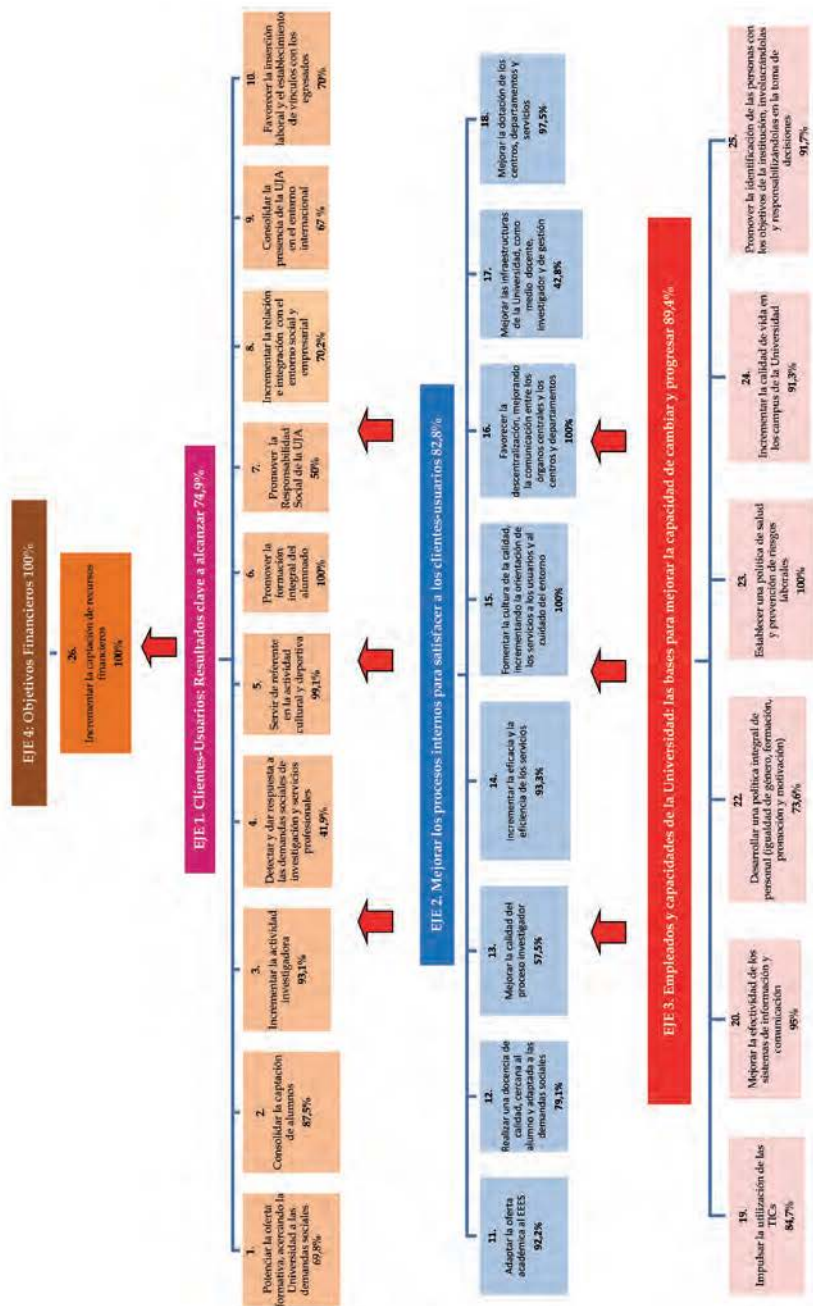 EJE 4: Objetivos Financieros 100%
26.
Incrementar la captación de recursos
financieros
100%
EJE 1. Clientes-Usuarios: Resultados clave a alcanzar 74,9%
1.
Potenciar la oferta
formativa, acercando la
Universidad a las
demandas sociales
69,8%
2.
Consolidar la captación
de alumnos
87,5%
3.
Incrementar la actividad
investigadora
93,1%
4.
Detectar y dar respuesta a
las demandas sociales de
investigación y servicios
profesionales
41,9%
5.
Servir de referente
en la actividad
cultural y deportiva
99,1%
6.
Promover la
formación
integral del
alumnado
100%
7.
Promover la
Responsabilidad
Social de la UJA
50%
8.
Incrementar la relación
e integración con el
entorno social y
empresarial
70,2%
9.
Consolidar la
presencia de la UJA
en el entorno
internacional
67 %
10.
Favorecer la inserción
laboral y el establecimiento
de vínculos con los
egresados
70%
EJE 2. Mejorar los procesos internos para satisfacer a los clientes-usuarios 82,8%
11.
Adaptar la oferta
académica al EEES
92,2%
12.
Realizar una docencia de
calidad, cercana al
alumno y adaptada a las
demandas sociales
79,1%
13.
Mejorar la calidad del
proceso investigador
57,5%
14.
Incrementar la eficacia y la
eficiencia de los servicios
93,3%
15.
Fomentar la cultura de la calidad,
incrementando la orientación de
los servicios a los usuarios y al
cuidado del entorno
100%
16.
Favorecer la
descentralización, mejorando
la comunicación entre los
órganos centrales y los
centros y departamentos
100%
17.
Mejorar las infraestructuras
de la Universidad, como
medio docente,
investigador y de gestión
42,8%
18.
Mejorar la dotación de los
centros, departamentos y
servicios
97,5%
EJE 3. Empleados y capacidades de la Universidad: las bases para mejorar la capacidad de cambiar y progresar 89,4%
19.
Impulsar la utilización de las
TICs
84,7%
20.
Mejorar la efectividad de los
sistemas de información y
comunicación
95%
22.
Desarrollar una política integral de
personal (igualdad de género, formación,
promoción y motivación)
73,6%
23.
Establecer una política de salud
y prevención de riesgos
laborales
100%
24.
Incrementar la calidad de vida en
los campus de la Universidad
91,3%
25.
Promover la identificación de las personas con
los objetivos de la institución, involucrándolas
y responsabilizándolas en la toma de
decisiones
91,7%